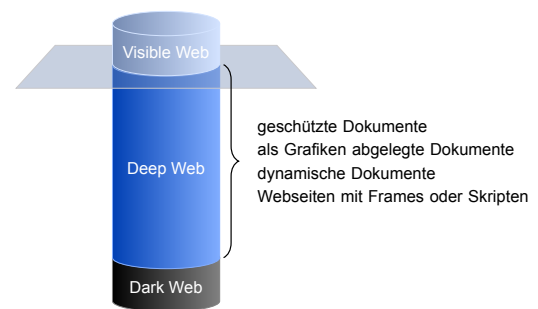 Visible Web
Deep Web
geschützte Dokumente
als Grafiken abgelegte Dokumente
dynamische Dokumente
Webseiten mit Frames oder Skripten
Dark Web